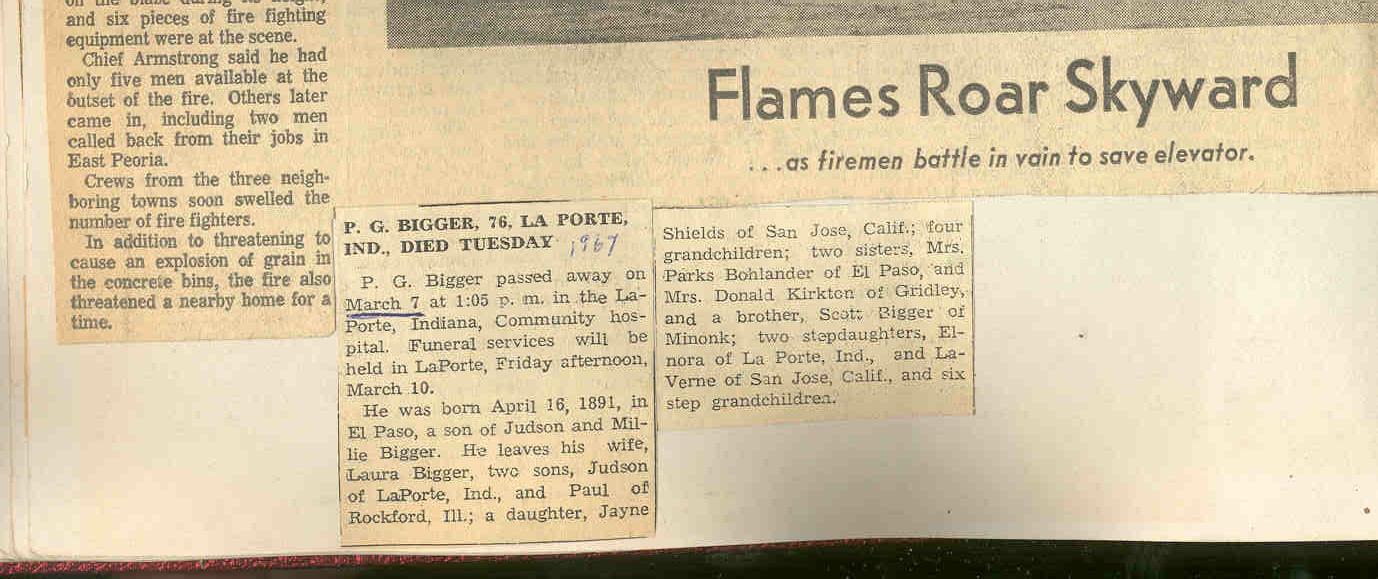 and six pieces of fire fighting
equipment were at the scene.
Chief Armstrong said he had
only five men available at the
outset of the fire. Others later
came in, including two men
called back from their jobs in
East Peoria.
Crews from the three neigh-
boring towns soon swelled the
number of fire fighters.
In addition to threatening to
cause an explosion of grain in
the concrete bins, the fire also
threatened a nearby home for a
time.
Flames Roar Skyward
...as firemen battle in vain to save elevator.
P. G. BIGGER, 76, LA PORTE,
IND., DIED TUESDAY 1967
P. G. Bigger passed away on
March 7 at 1:05 p. m. in the La-
Porte, Indiana, Community hos-
pital. Funeral services will be
held in LaPorte, Friday afternoon,
March 10.
He was born April 16, 1891, in
El Paso, a son of Judson and Mil-
lie Bigger. He leaves his wife,
Laura Bigger, two sons, Judson
of LaPorte, Ind., and Paul of
Rockford, Ill.; a daughter, Jayne
Shields of San Jose, Calif.; four
grandchildren; two sisters, Mrs.
Parks Bohlander of El Paso, and
Mrs. Donald Kirkton of Gridley,
and a brother, Scott Bigger of
Minonk; two stepdaughters, El-
nora of La Porte, Ind., and La-
Verne of San Jose, Calif., and six
step grandchildren.